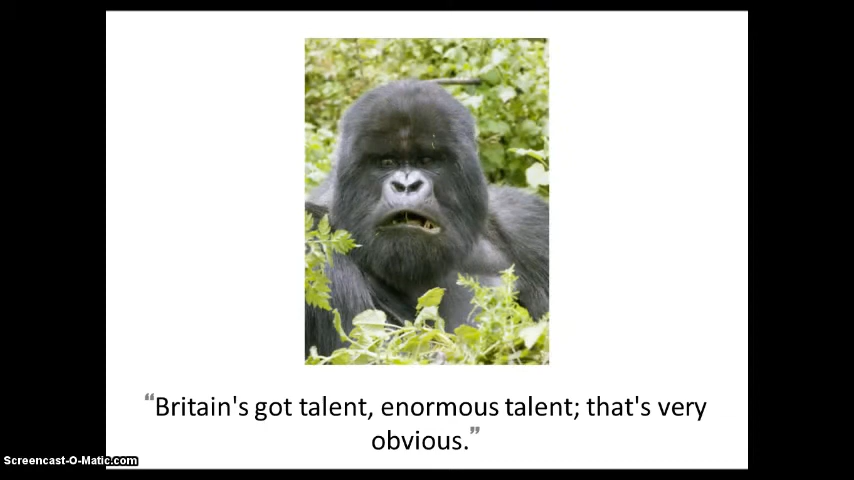 “Britain's got talent, enormous talent; that's very
obvious.”
Screencast-O-Matic.com